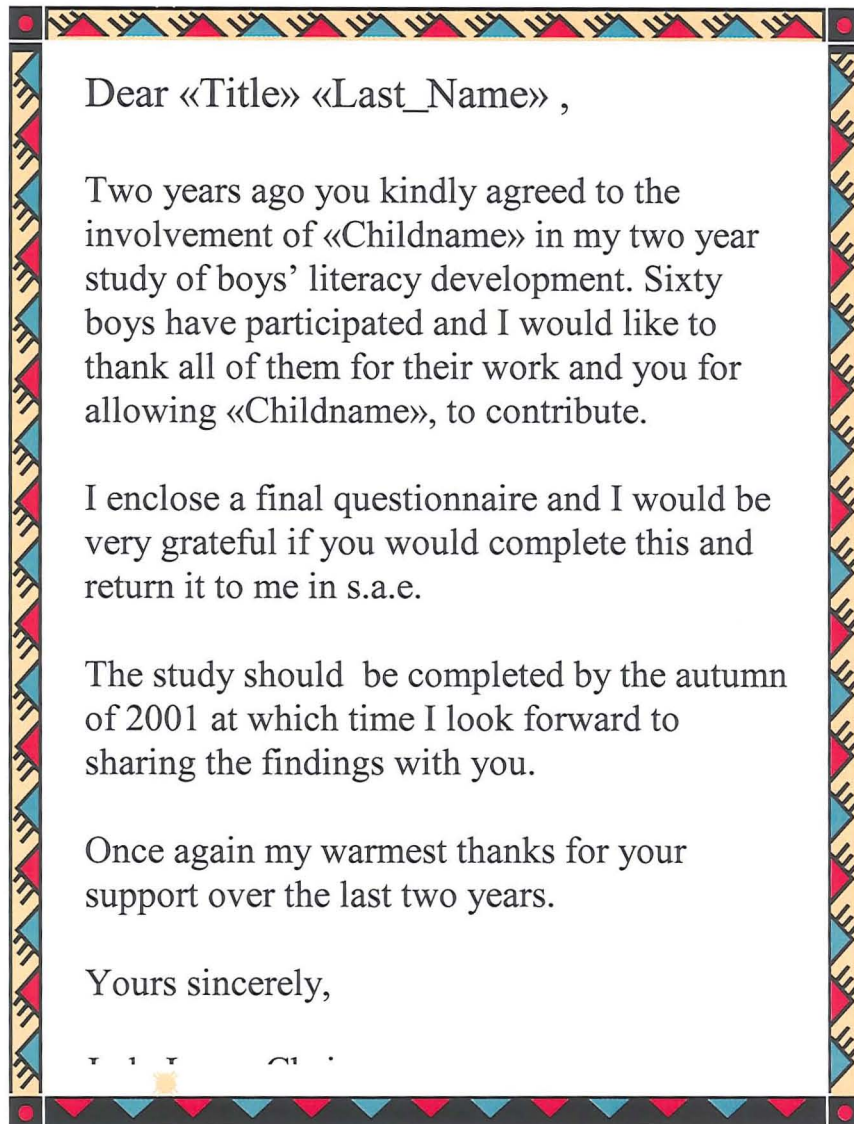 Dear «Title» «Last_Name» ,
Two years ago you kindly agreed to the
involvement of «Childname» in my two year
study of boys’ literacy development. Sixty
boys have participated and I would like to
thank all of them for their work and you for
allowing «Childname», to contribute.
I enclose a final questionnaire and I would be
very grateful if you would complete this and
return it to me in s.a.e.
The study should  be completed by the autumn
of 2001 at which time I look forward to
sharing the findings with you.
Once again my warmest thanks for your
support over the last two years.
Yours sincerely,